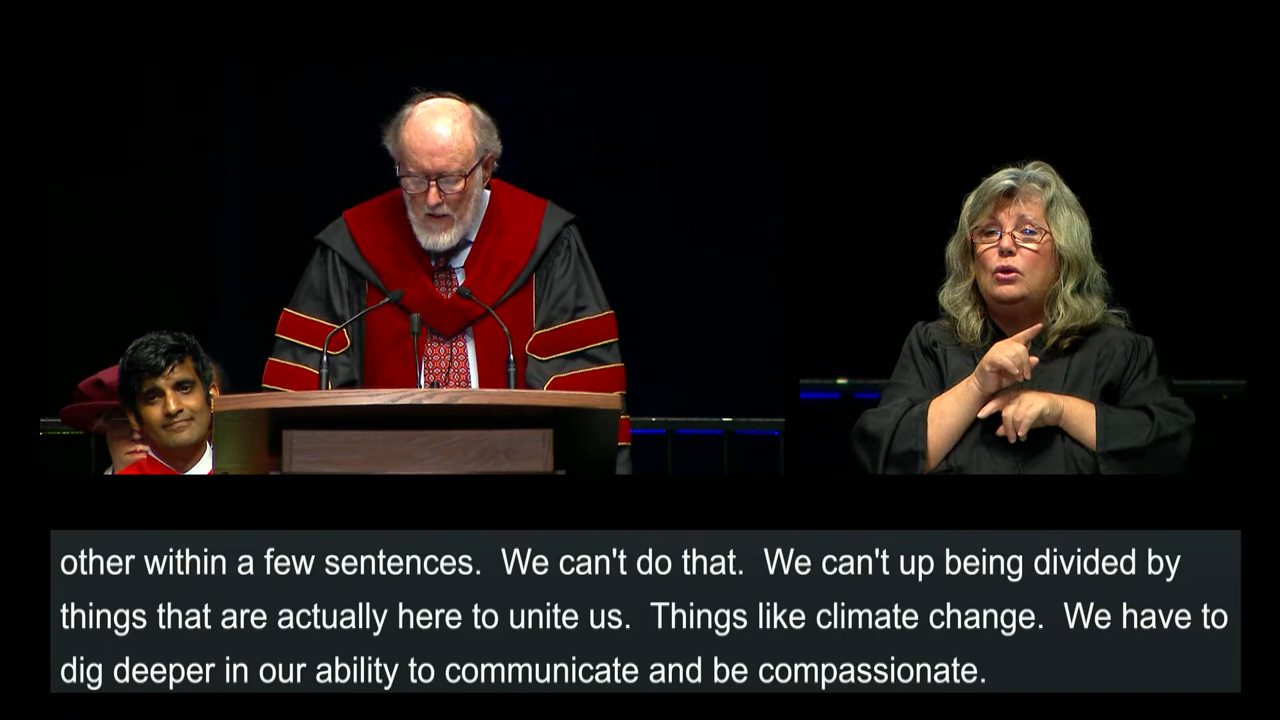 other within a few sentences.  We can't do that.  We can't up being divided by
things that are actually here to unite us.  Things like climate change.  We have to
dig deeper in our ability to communicate and be compassionate.